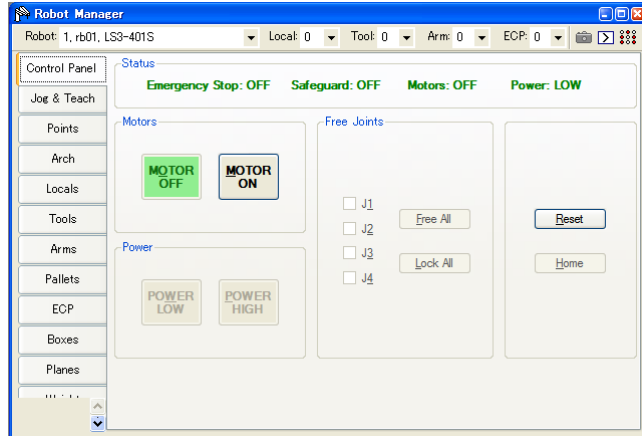 Robot Manager
Robot: 1, rb01, LS3-401S Local: 0 Tool: 0 Arm: 0 ECP: 0
Control Panel
Jog & Teach
Points
Arch
Locals
Tools
Arms
Pallets
ECP
Boxes
Planes
Status
Emergency Stop: OFF Safeguard: OFF Motors: OFF Power: LOW
Motors
MOTOR
OFF
MOTOR
ON
Power
POWER
LOW
POWER
HIGH
Free Joints
J1
J2
J3
J4
Free All
Lock All
Reset
Home